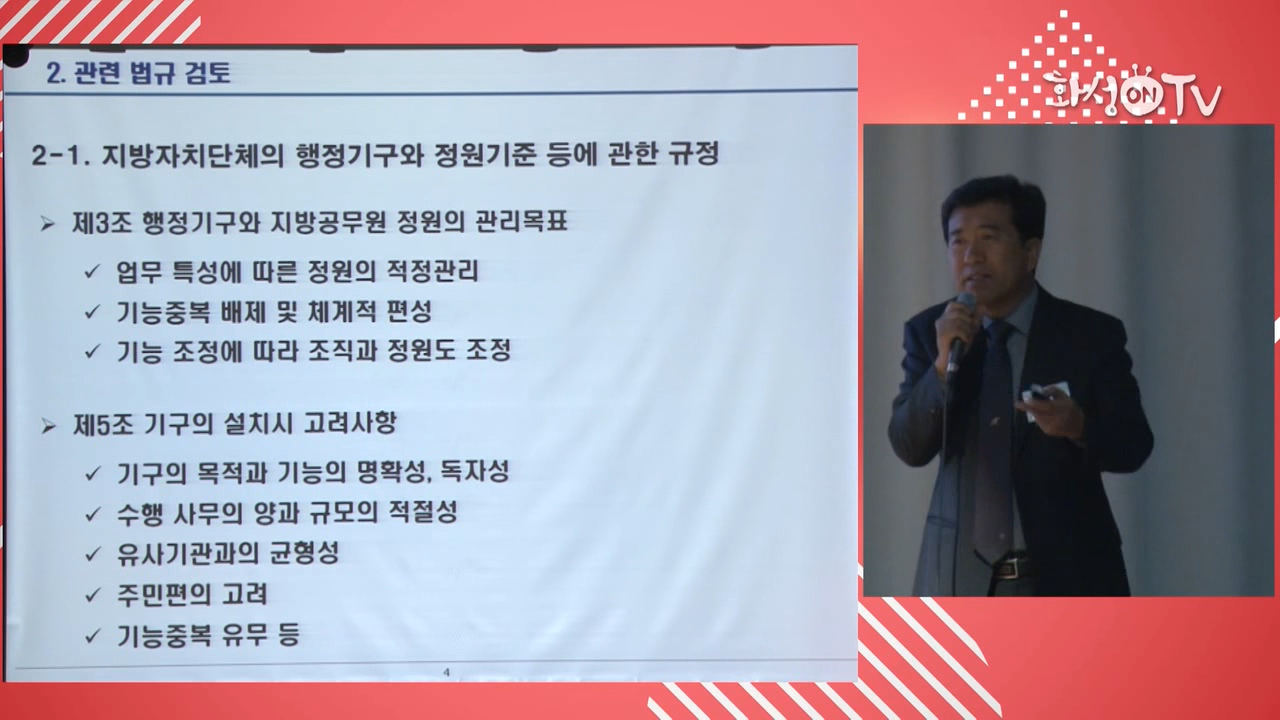 2. 관련 법규 검토
화성ONTV
2-1. 지방자치단체의 행정기구와 정원기준 등에 관한 규정
➢ 제3조 행정기구와 지방공무원 정원의 관리목표
✓ 업무 특성에 따른 정원의 적정관리
✓ 기능중복 배제 및 체계적 편성
✓ 기능 조정에 따라 조직과 정원도 조정
➢ 제5조 기구의 설치시 고려사항
✓ 기구의 목적과 기능의 명확성, 독자성
✓ 수행 사무의 양과 규모의 적절성
✓ 유사기관과의 균형성
✓ 주민편의 고려
✓ 기능중복 유무 등
4